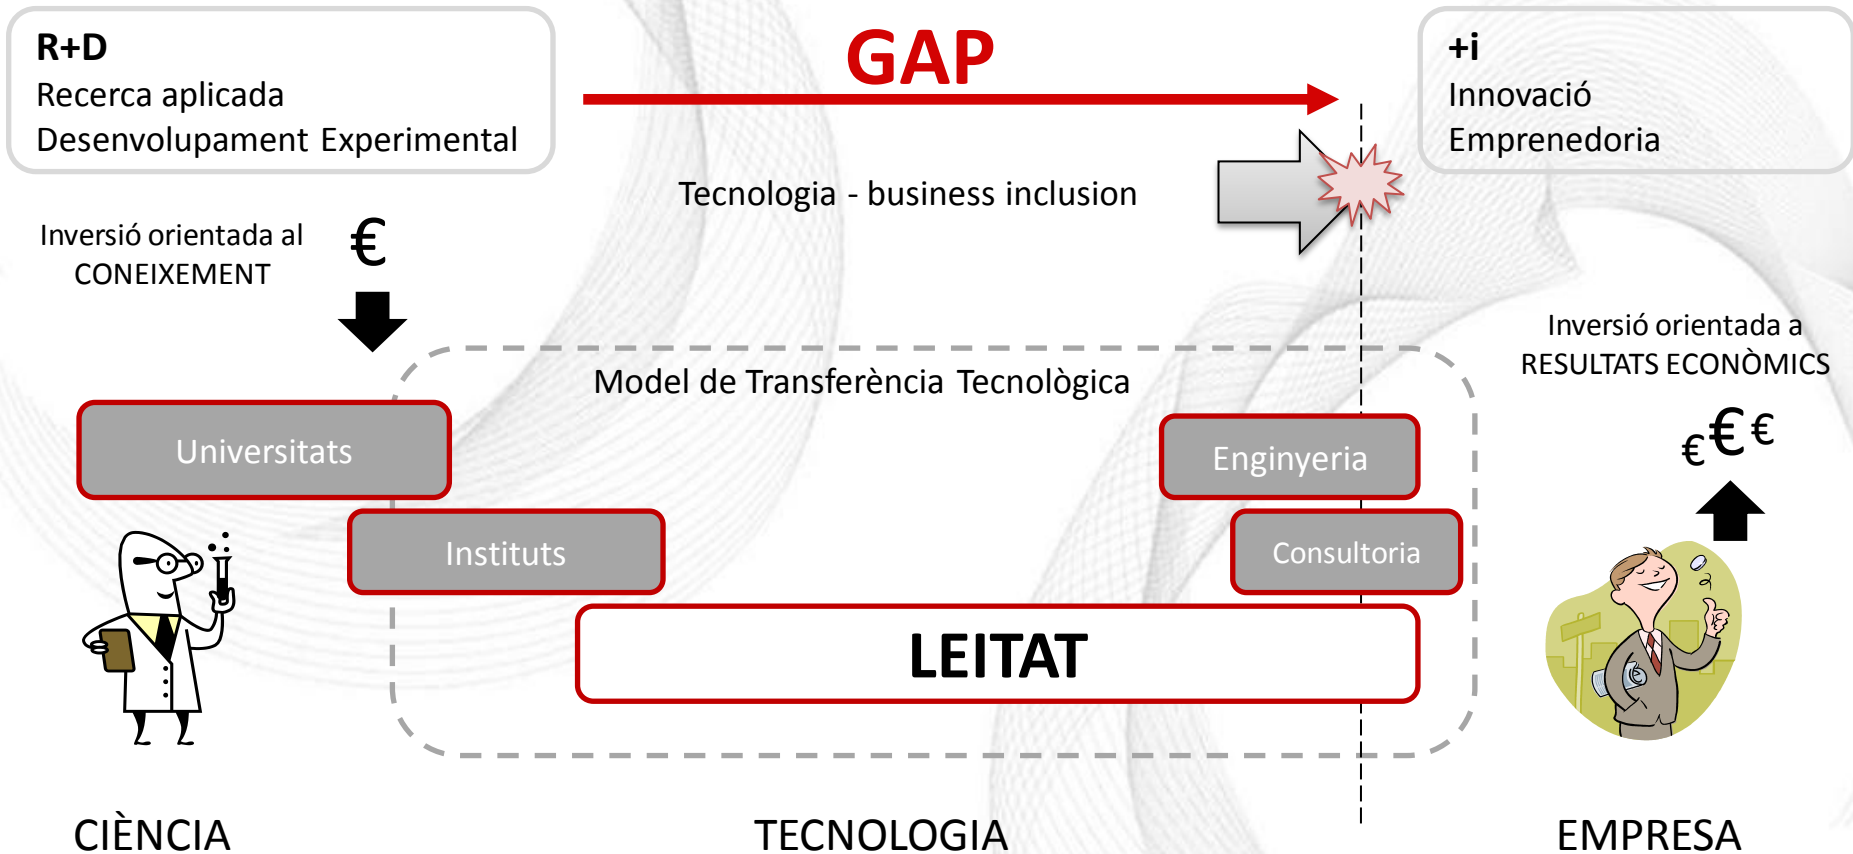 R+D
Recerca aplicada
Desenvolupament Experimental
GAP
+i
Innovació
Emprenedoria
Tecnologia - business inclusion
Inversió orientada al
CONEIXEMENT
€
Inversió orientada a
RESULTATS ECONÒMICS
€€€
Model de Transferència Tecnològica
Universitats
Enginyeria
Instituts
Consultoria
LEITAT
CIÈNCIA
TECNOLOGIA
EMPRESA